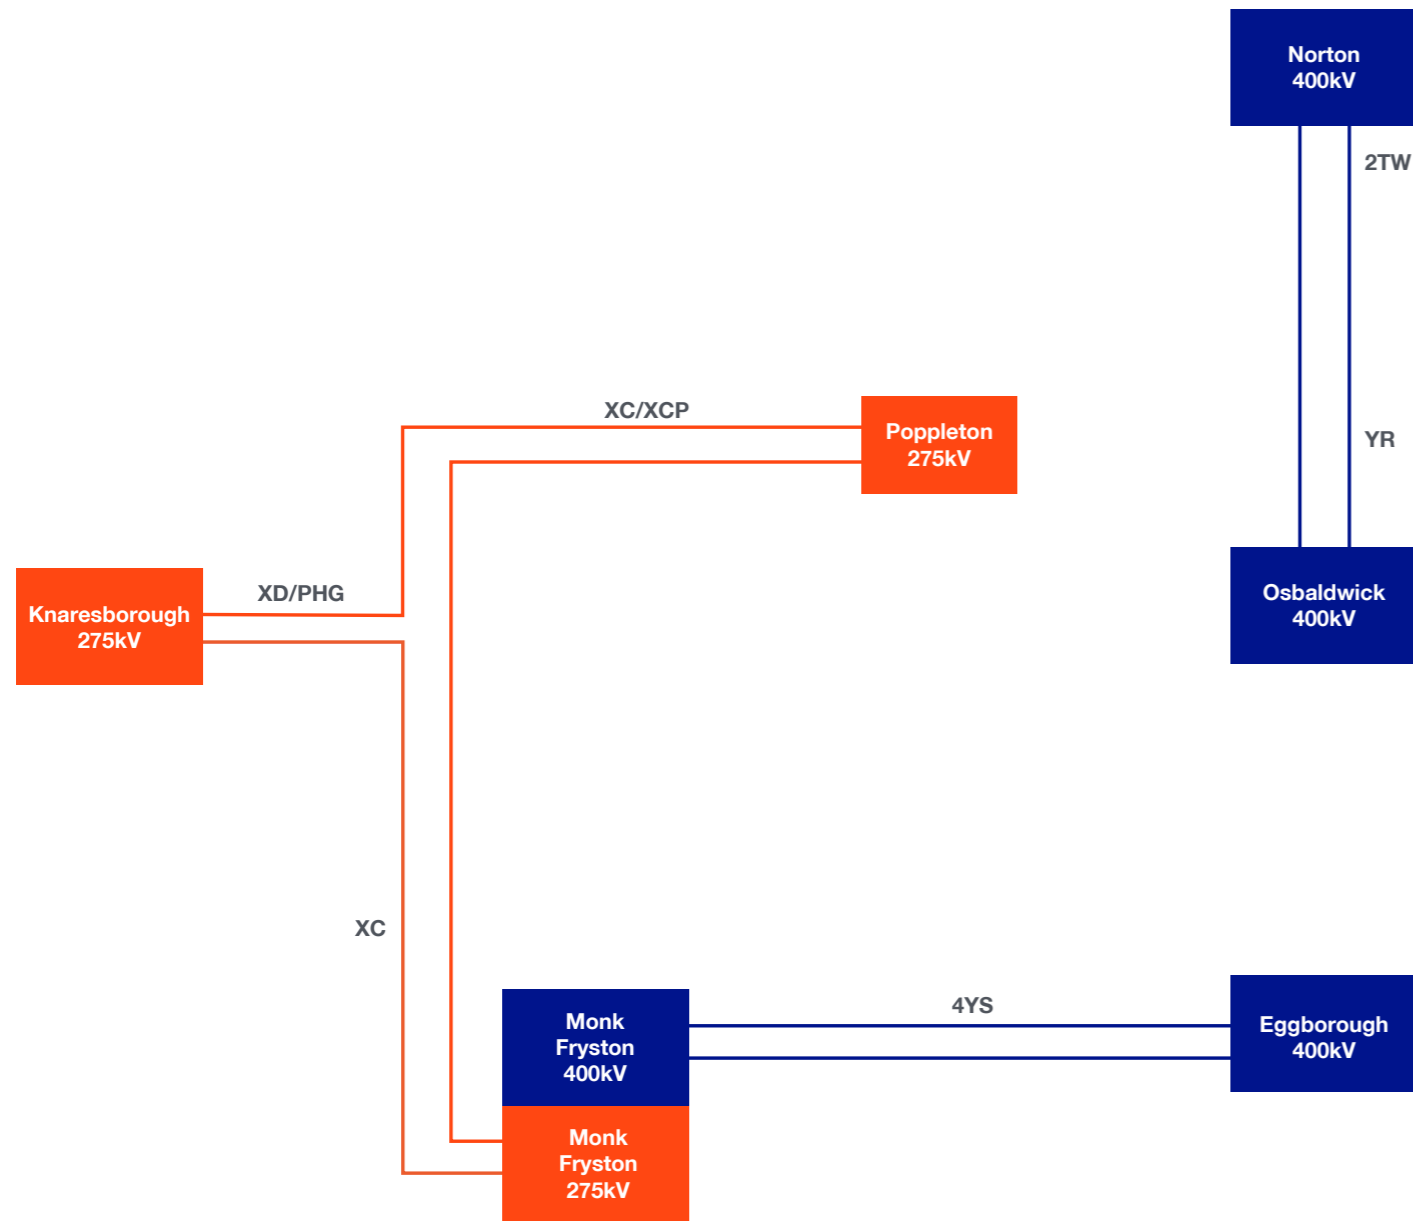 Norton
400kV
2TW
XC/XCP
Poppleton
275kV
YR
XD/PHG
Knaresborough
275kV
Osbaldwick
400kV
XC
Monk
Fryston
400kV
4YS
Eggborough
400kV
Monk
Fryston
275kV